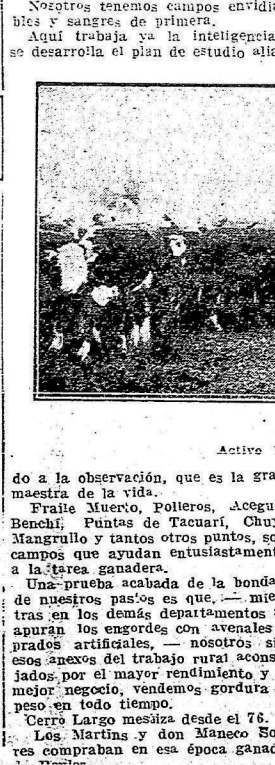 Nosotros tenemos campos envidia
bles y sangres de primera.
Aquí trabaja ya la inteligencia
se desarrolla el plan de estudio alia
Activo
do a la observación, que es la gra
maestra de la vida.
Fraile Muerto, Polleros, Acegu
Benchí, Puntas de Tacuarí, Chu
Mangrullo y tantos otros puntos, so
campos que ayudan entusiastament
a la tarea ganadera.
Una prueba acabada de la bonda
de nuestros pastos es que, — mie
tras en los demás departamentos
apuran los engordes con avenales
prados artificiales, — nosotros si
esos anexos del trabajo rural acons
jados por el mayor rendimiento y
mejor negocio, vendemos gordura
peso en todo tiempo.
Cerro Largo mestiza desde el 76.
Los Martins y don Maneco So
res compraban en esa época ganad